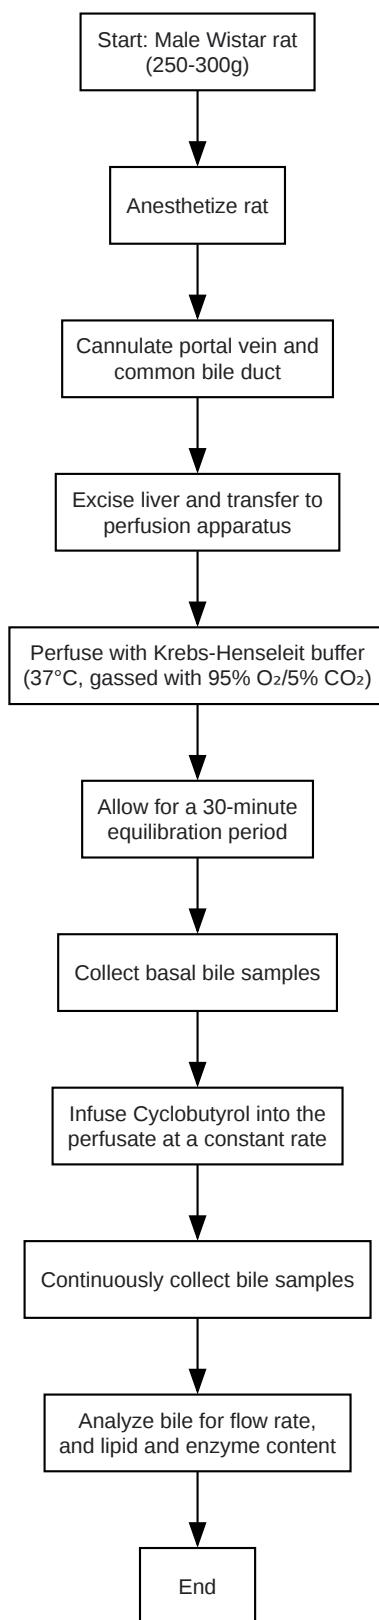 Start: Male Wistar rat
(250-300g)
Anesthetize rat
Cannulate portal vein and
common bile duct
Excise liver and transfer to
perfusion apparatus
Perfuse with Krebs-Henseleit buffer
(37°C, gassed with 95% O₂/5% CO₂)
Allow for a 30-minute
equilibration period
Collect basal bile samples
Infuse Cyclobutyrol into the
perfusate at a constant rate
Continuously collect bile samples
Analyze bile for flow rate,
and lipid and enzyme content
End